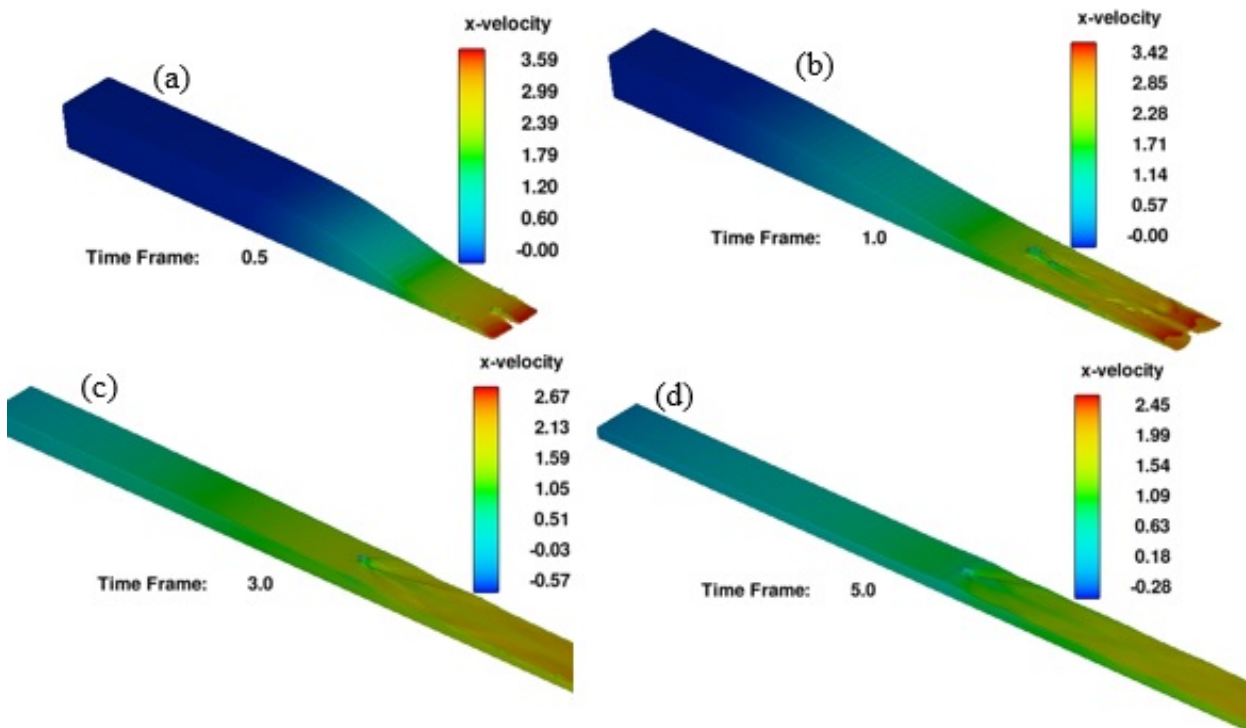 x-velocity
(a)
3.59
2.99
2.39
1.79
1.20
0.60
-0.00
Time Frame: 0.5
x-velocity
(b)
3.42
2.85
2.28
1.71
1.14
0.57
-0.00
Time Frame: 1.0
x-velocity
(c)
2.67
2.13
1.59
1.05
0.51
-0.03
-0.57
Time Frame: 3.0
x-velocity
(d)
2.45
1.99
1.54
1.09
0.63
0.18
-0.28
Time Frame: 5.0